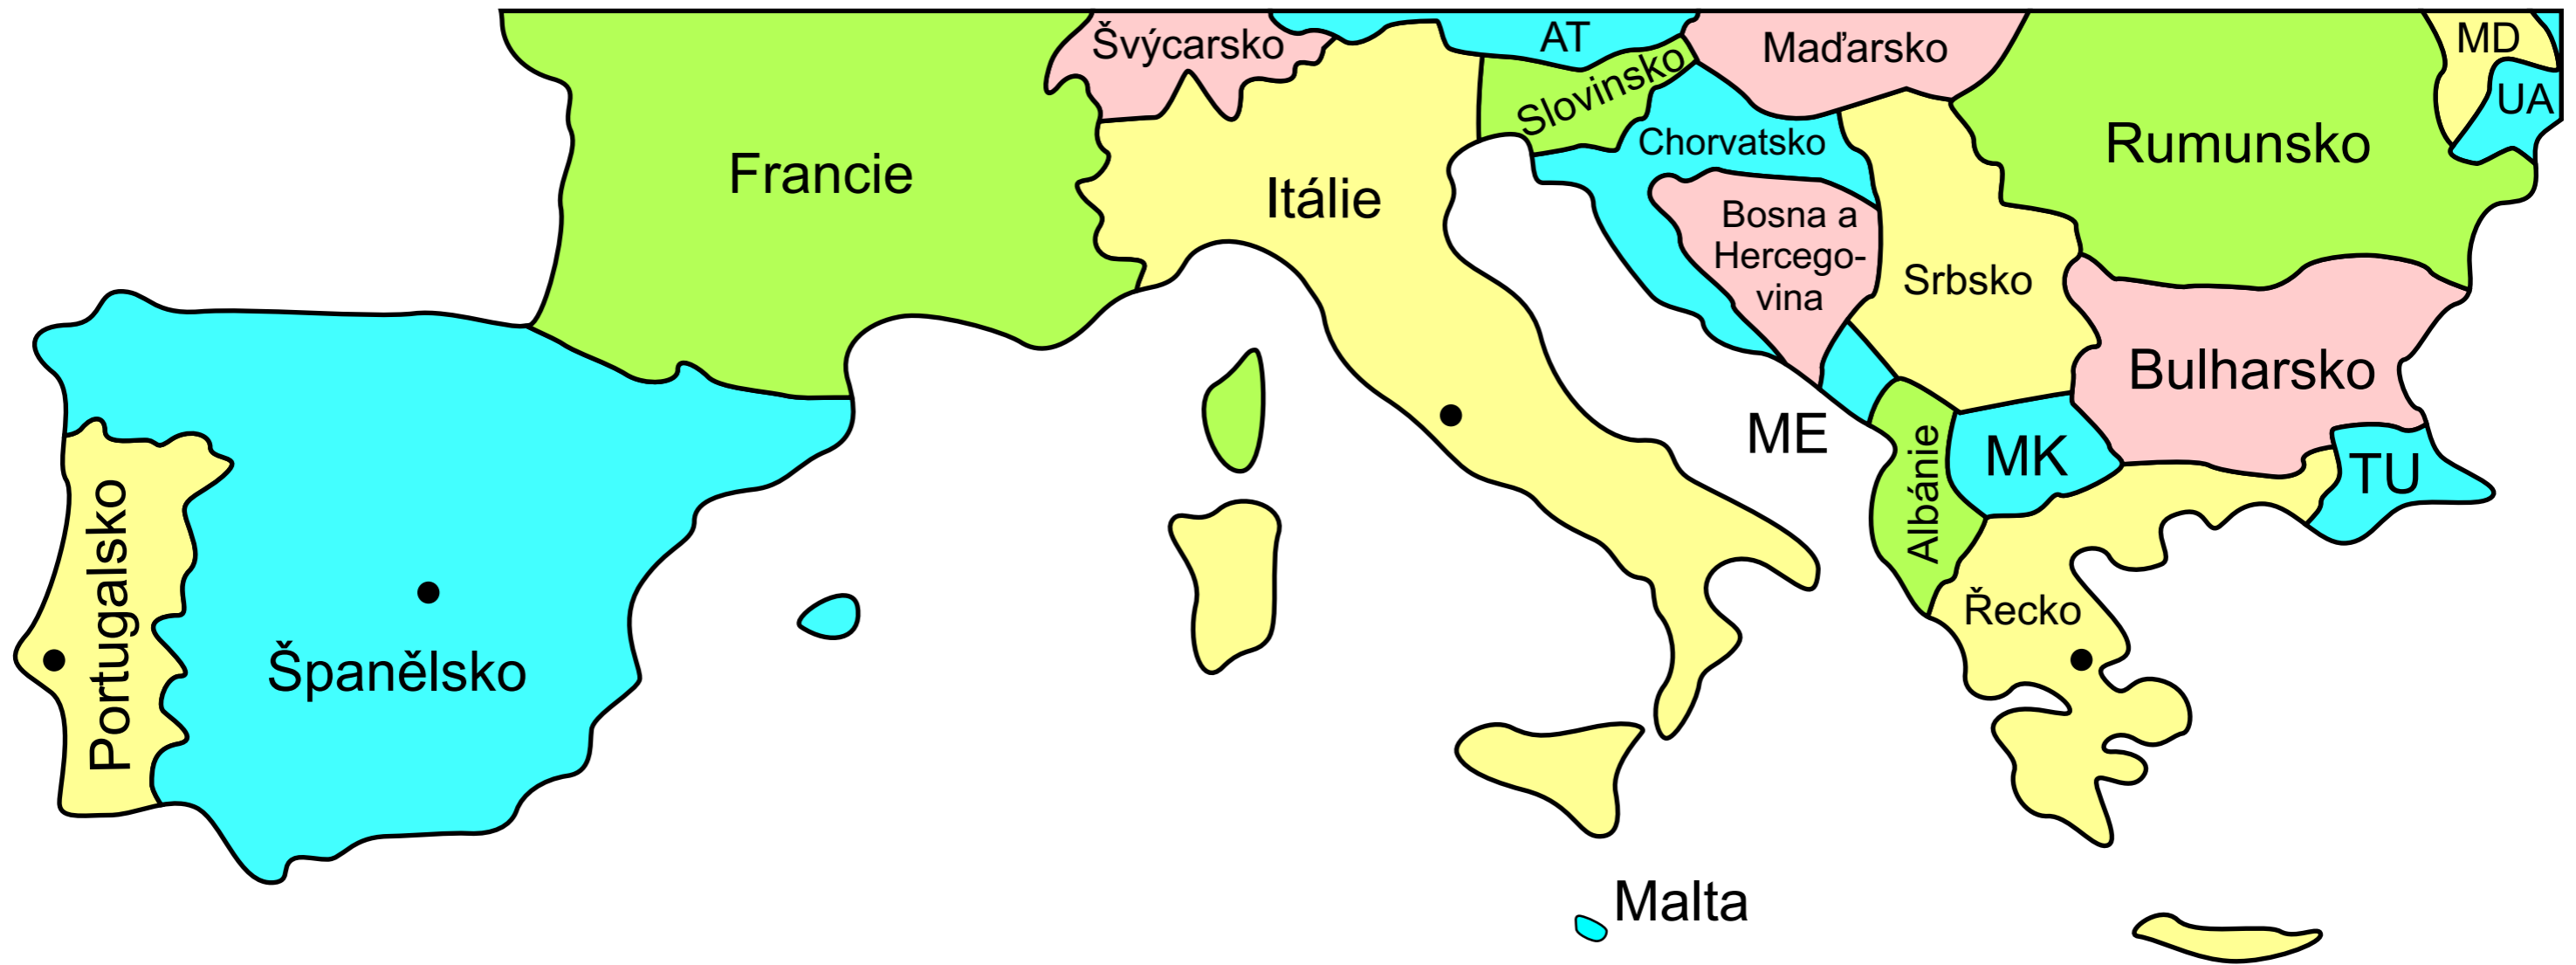 Švýcarsko
AT
Maďarsko
MD
UA
Slovinsko
Chorvatsko
Rumunsko
Francie
Itálie
Bosna a
Hercego-
vina
Srbsko
Bulharsko
ME
MK
TU
Albánie
Portugalsko
Španělsko
Řecko
Malta